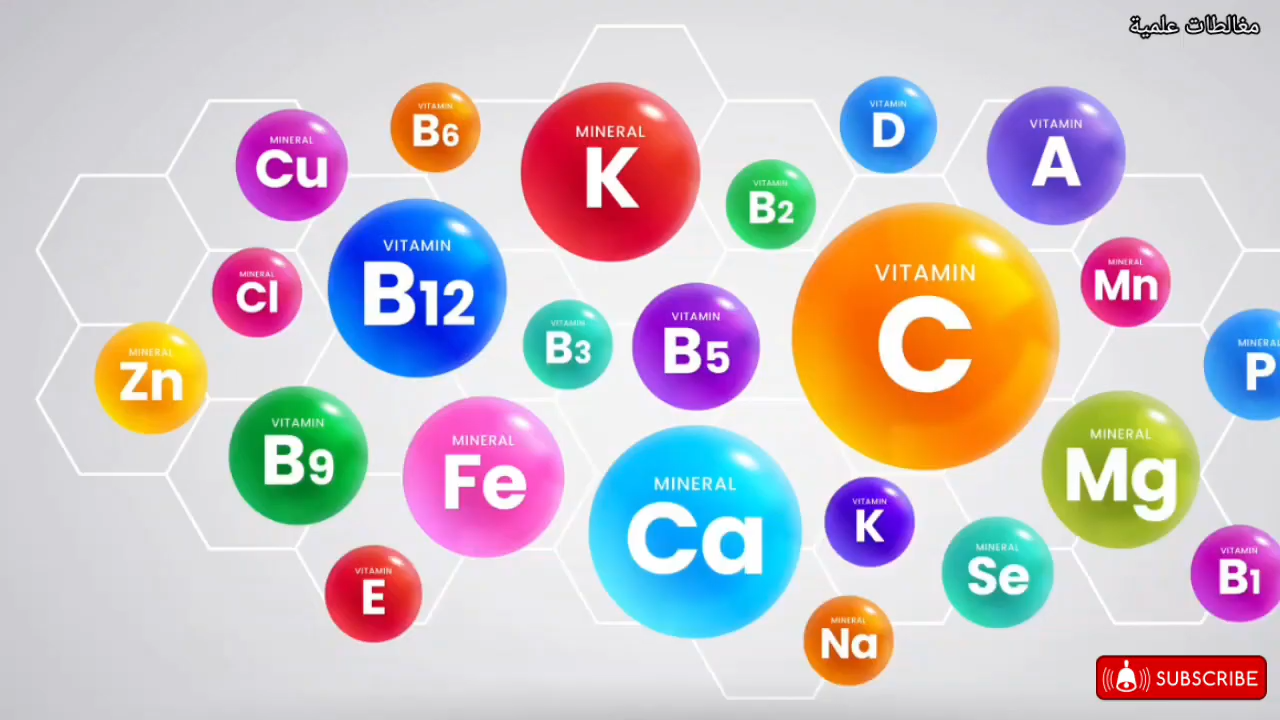 مغالطات علمية
MINERAL
Cu
VITAMIN
B6
MINERAL
K
VITAMIN
B2
VITAMIN
D
VITAMIN
A
MINERAL
Cl
VITAMIN
B12
VITAMIN
B3
VITAMIN
B5
VITAMIN
C
MINERAL
Mn
MINERAL
Zn
VITAMIN
B9
MINERAL
Fe
MINERAL
Ca
VITAMIN
K
MINERAL
Mg
MINERAL
P
VITAMIN
E
MINERAL
Na
MINERAL
Se
VITAMIN
B1
SUBSCRIBE